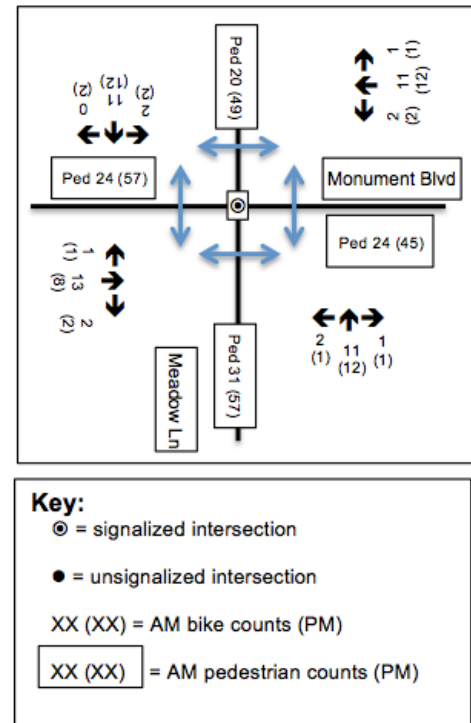 Ped 20 (49)
0 (2)
11 (12)
2 (2)
1 (1)
11 (12)
2 (2)
Ped 24 (57)
Monument Blvd
Ped 24 (45)
1 (1)
13 (8)
2 (2)
2 (1)
11 (12)
1 (1)
Meadow Ln
Ped 31 (57)
Key:
= signalized intersection
= unsignalized intersection
XX (XX) = AM bike counts (PM)
XX (XX) = AM pedestrian counts (PM)